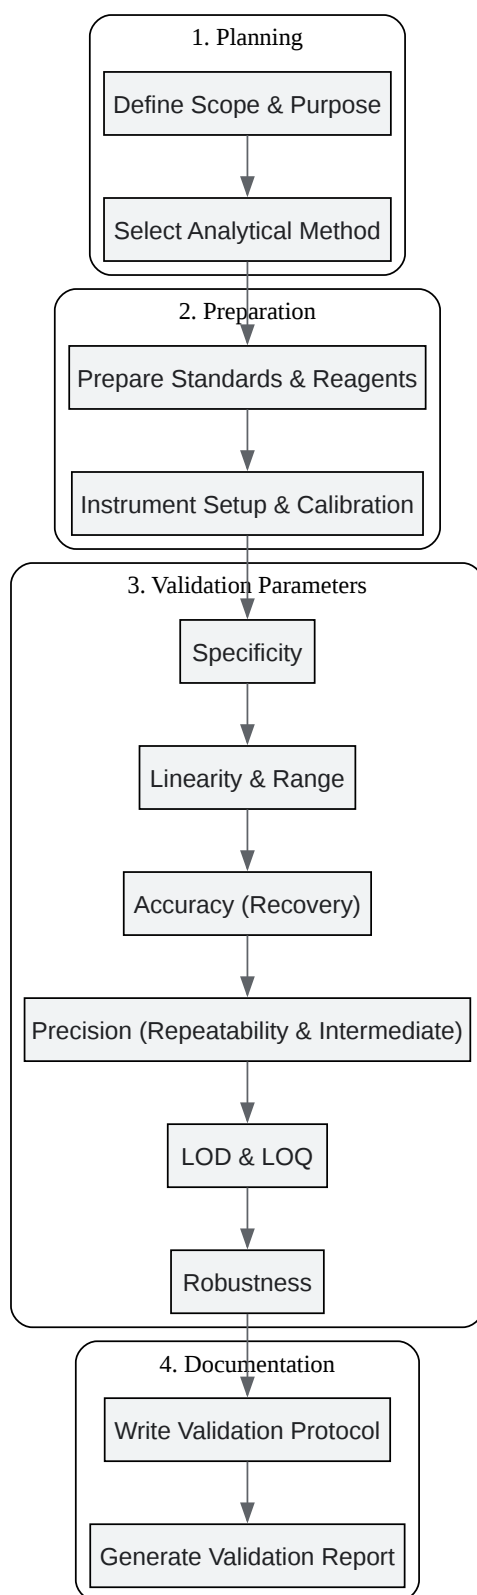 1. Planning
Define Scope & Purpose
Select Analytical Method
2. Preparation
Prepare Standards & Reagents
Instrument Setup & Calibration
3. Validation Parameters
Specificity
Linearity & Range
Accuracy (Recovery)
Precision (Repeatability & Intermediate)
LOD & LOQ
Robustness
4. Documentation
Write Validation Protocol
Generate Validation Report